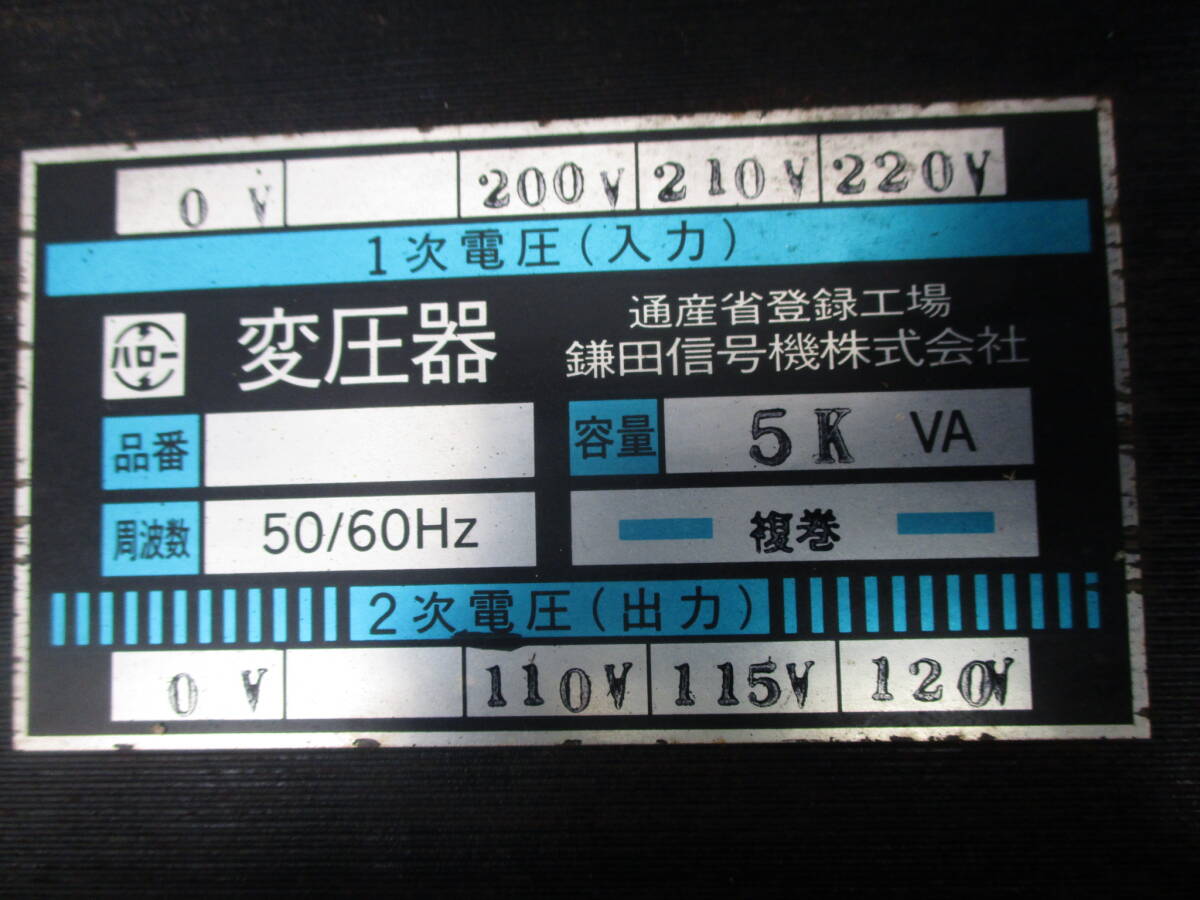 0 V 200V 210V 220V
1次電圧(入力)
ハロー 変圧器
通産省登録工場
鎌田信号機株式会社
品番
容量 5K VA
周波数 50/60Hz
複巻
2次電圧(出力)
0 V 110V 115V 120V